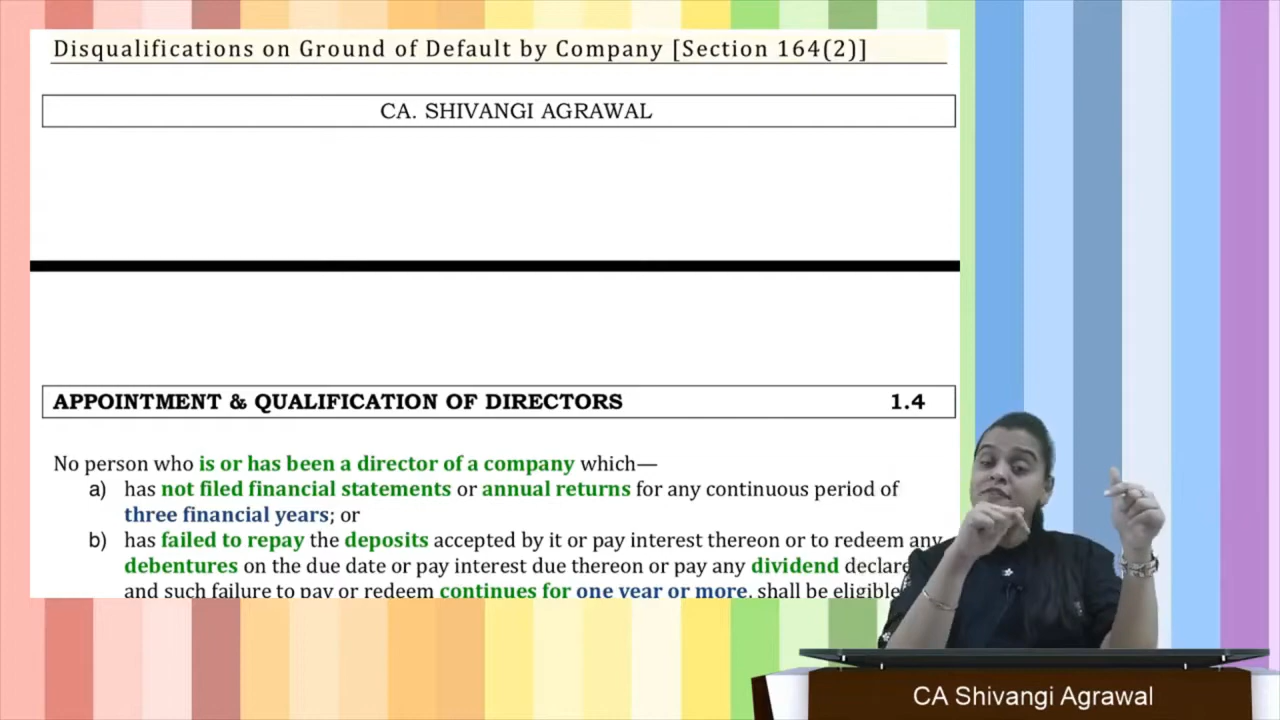 Disqualifications on Ground of Default by Company [Section 164(2)]
CA. SHIVANGI AGRAWAL
APPOINTMENT & QUALIFICATION OF DIRECTORS 1.4
No person who is or has been a director of a company which—
a) has not filed financial statements or annual returns for any continuous period of
three financial years; or
b) has failed to repay the deposits accepted by it or pay interest thereon or to redeem any
debentures on the due date or pay interest due thereon or pay any dividend declare
and such failure to pay or redeem continues for one year or more, shall be eligible
CA Shivangi Agrawal